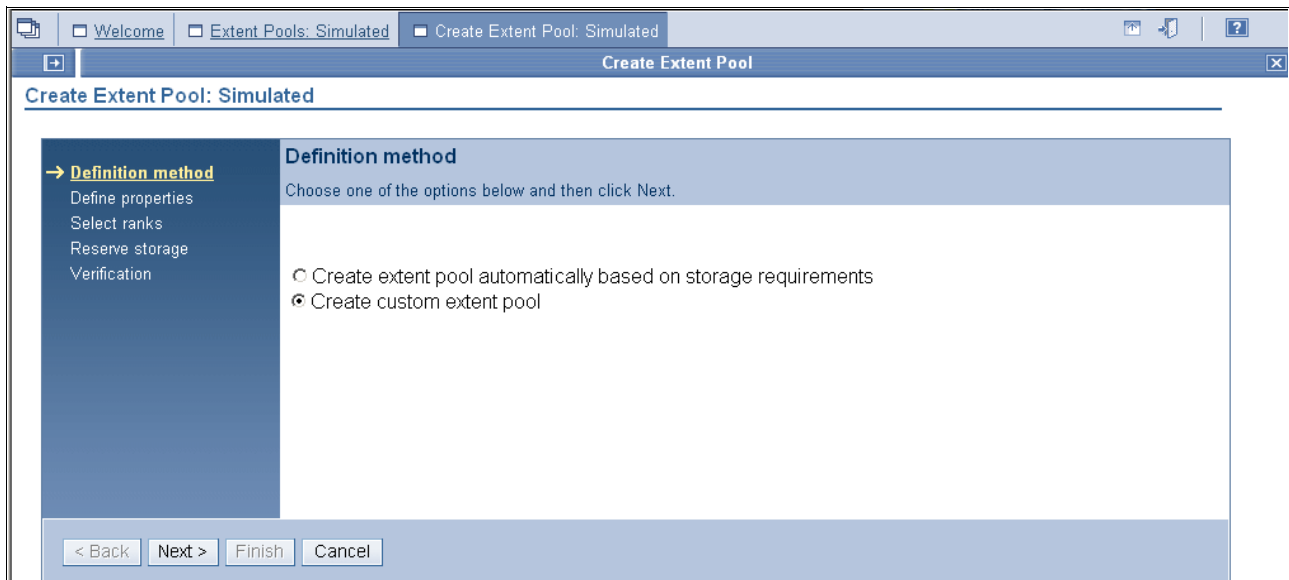 Welcome Extent Pools: Simulated Create Extent Pool: Simulated ?
Create Extent Pool
Create Extent Pool: Simulated
Definition method
Define properties
Select ranks
Reserve storage
Verification
Definition method
Choose one of the options below and then click Next.
Create extent pool automatically based on storage requirements
Create custom extent pool
< Back Next > Finish Cancel